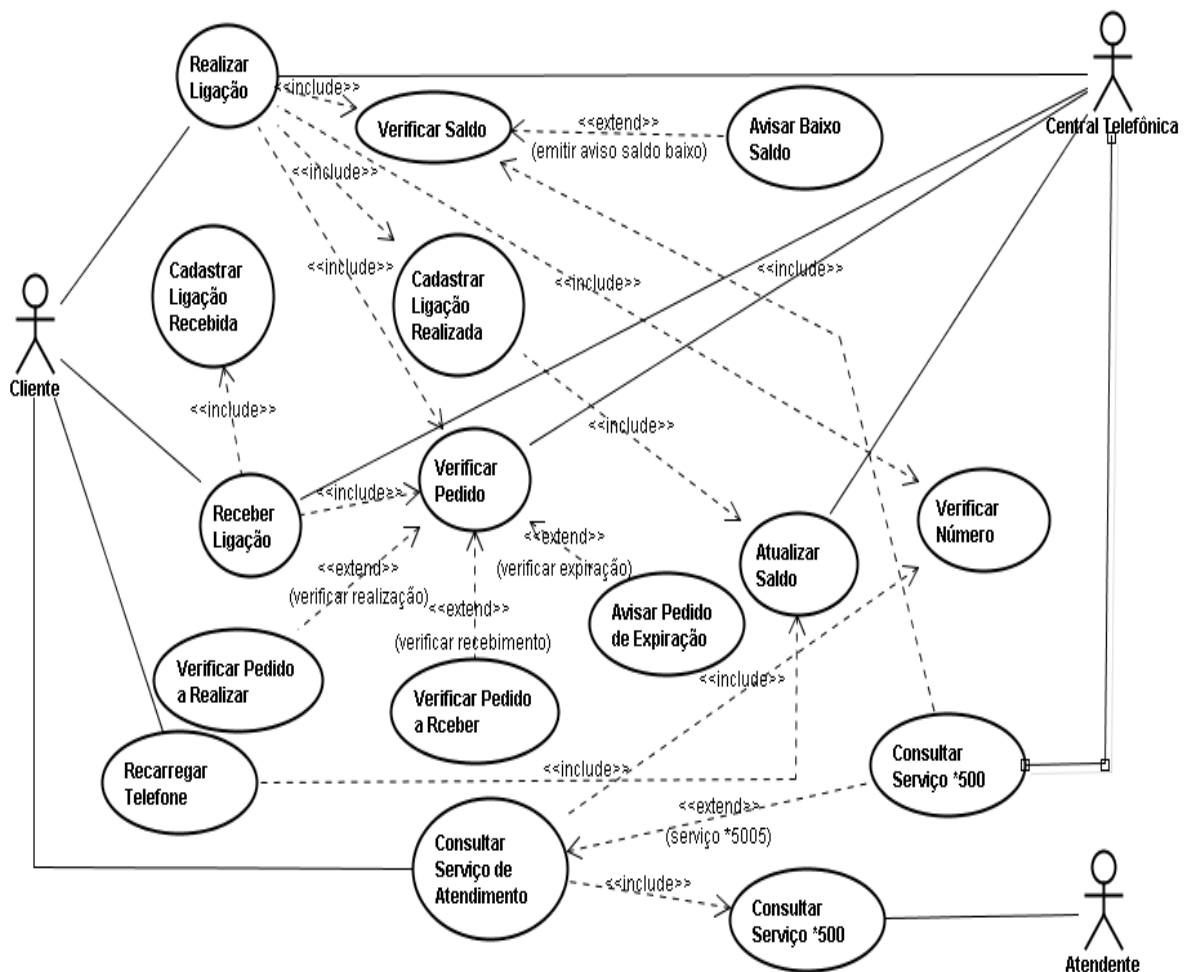 Realizar
Ligação
<<include>>
Verificar Saldo
<<extend>>
(emitir aviso saldo baixo)
Avisar Baixo
Saldo
Central Telefônica
<<include>>
Cadastrar
Ligação
Recebida
<<include>>
Cadastrar
Ligação
Realizada
<<include>>
<<include>>
Cliente
<<include>>
<<include>>
Verificar
Pedido
Receber
Ligação
<<include>>
<<extend>>
(verificar realização)
<<extend>>
(verificar expiração)
<<extend>>
(verificar recebimento)
Atualizar
Saldo
Verificar
Número
Avisar Pedido
de Expiração
Verificar Pedido
a Realizar
Verificar Pedido
a Rceber
<<include>>
Recarregar
Telefone
<<include>>
Consultar
Serviço *500
<<extend>>
(serviço *5005)
Consultar
Serviço de
Atendimento
<<include>>
Consultar
Serviço *500
Atendente